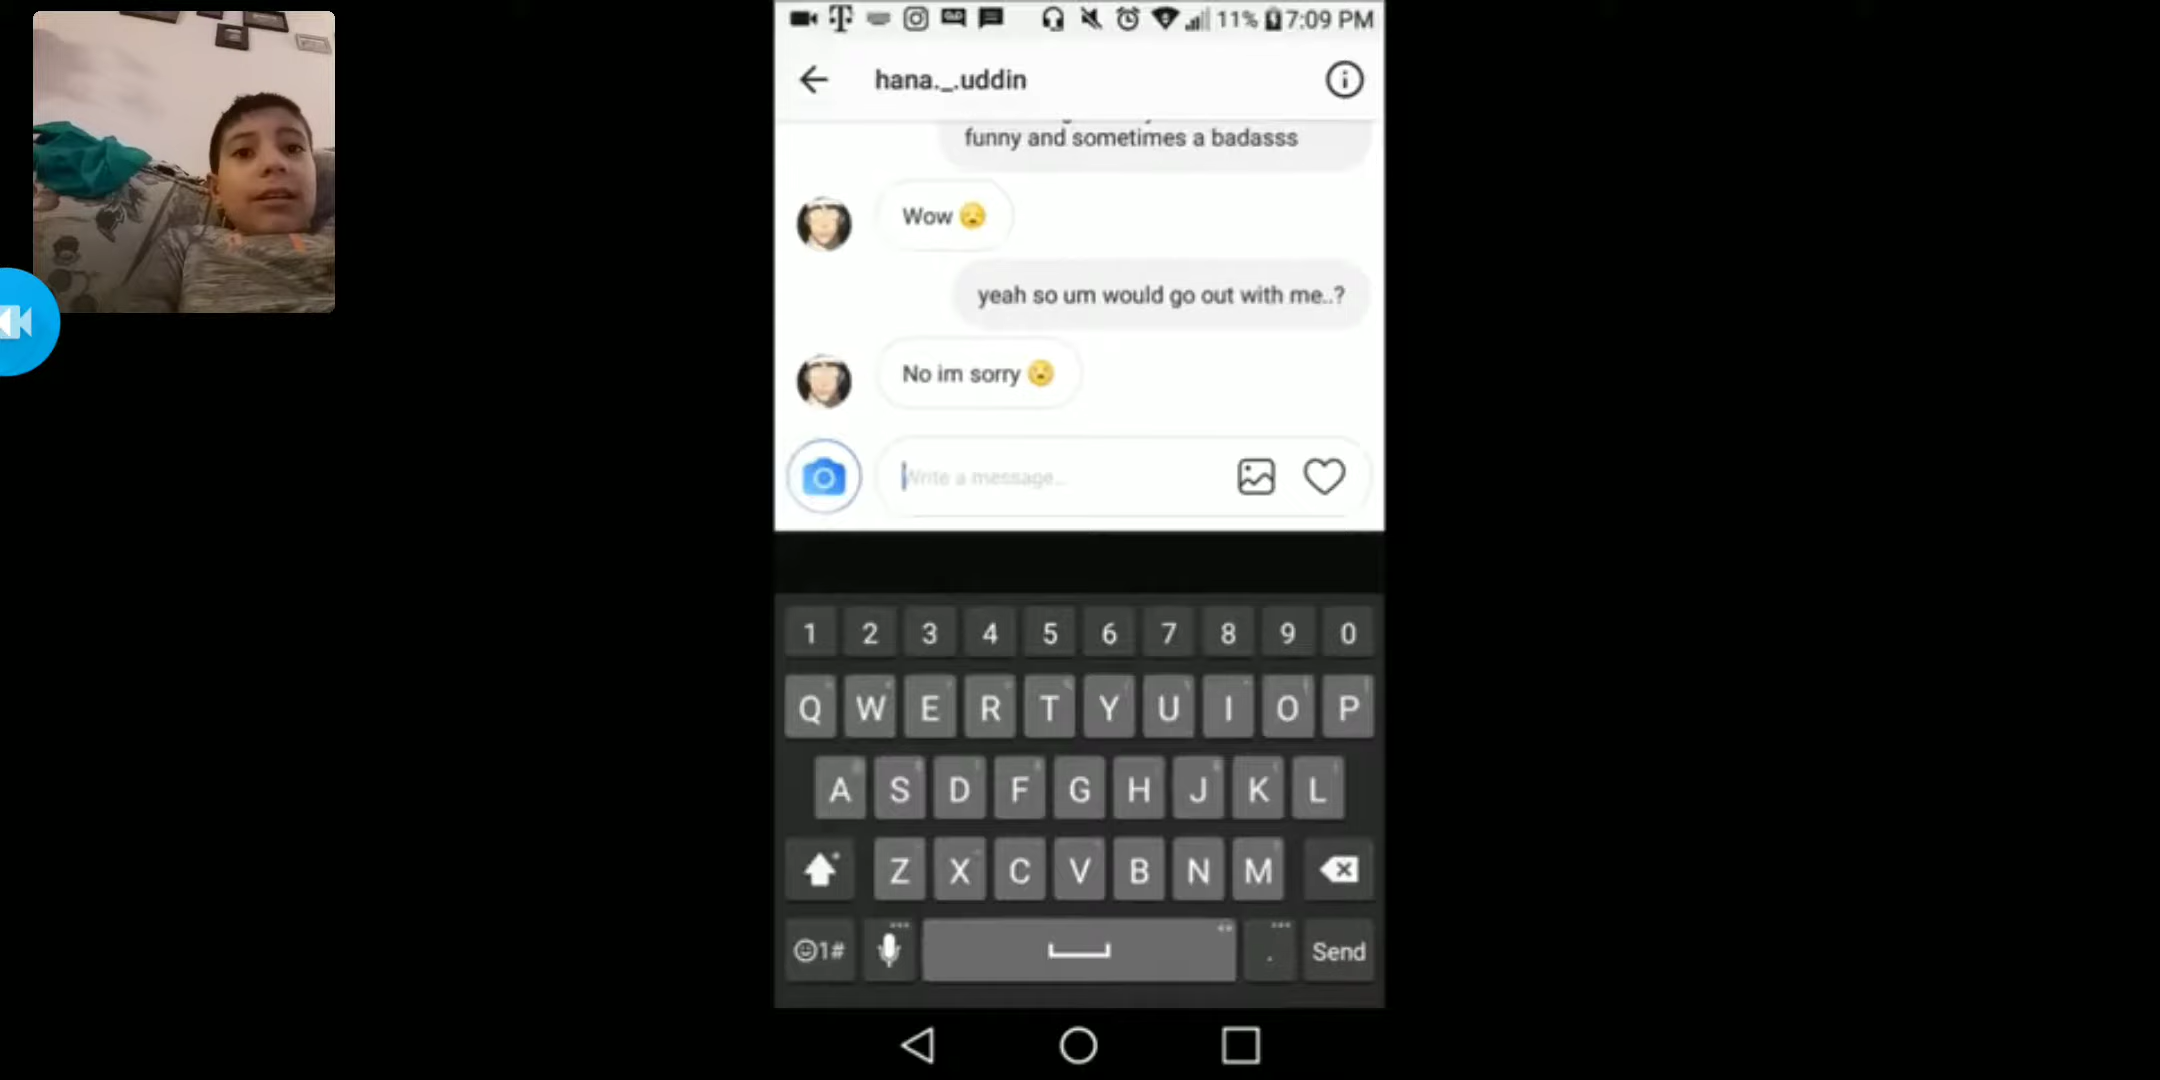 11% 7:09 PM
hana._.uddin
funny and sometimes a badasss
Wow 😥
yeah so um would go out with me..?
No im sorry 😧
Write a message...
1 2 3 4 5 6 7 8 9 0
Q W E R T Y U I O P
A S D F G H J K L
Z X C V B N M
1# . Send